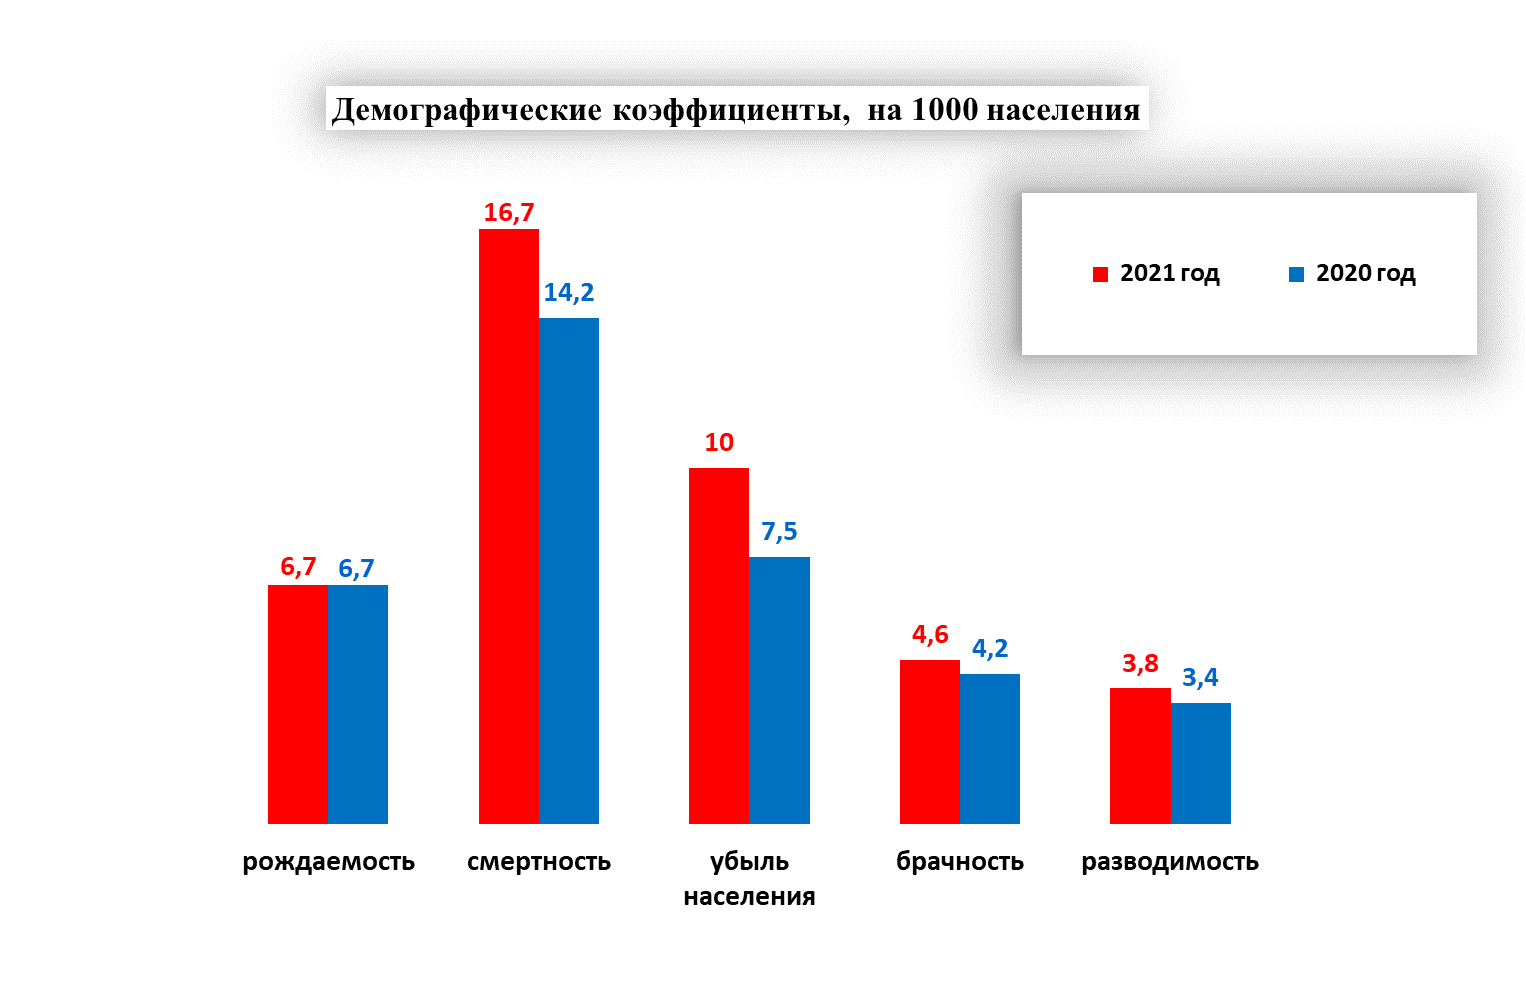 Демографические коэффициенты,  на 1000 населения
2021 год
2020 год
16,7
14,2
10
7,5
6,7
6,7
4,6
4,2
3,8
3,4
рождаемость
смертность
убыль
населения
брачность
разводимость